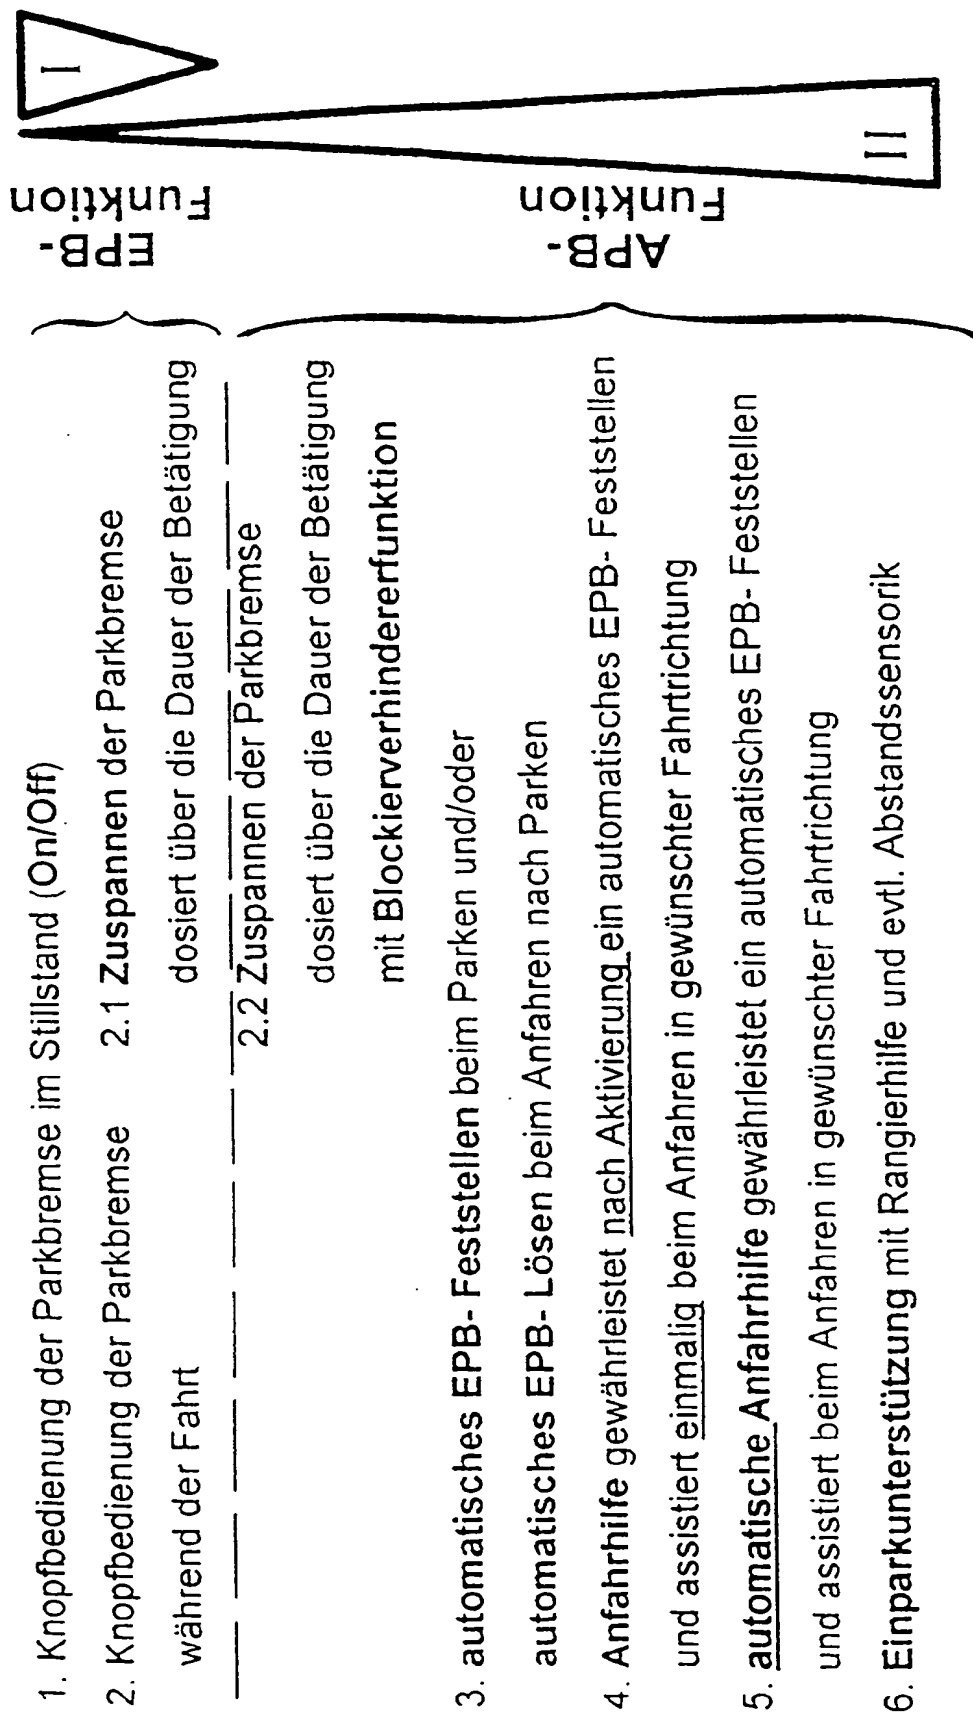 1. Knopfbedienung der Parkbremse im Stillstand (On/Off)
2. Knopfbedienung der Parkbremse 2.1 Zuspannen der Parkbremse
während der Fahrt dosiert über die Dauer der Betätigung
2.2 Zuspannen der Parkbremse
dosiert über die Dauer der Betätigung
mit Blockierverhindererfunktion
3. automatisches EPB- Feststellen beim Parken und/oder
automatisches EPB- Lösen beim Anfahren nach Parken
4. Anfahrhilfe gewährleistet nach Aktivierung ein automatisches EPB- Feststellen
und assistiert einmalig beim Anfahren in gewünschter Fahrtrichtung
5. automatische Anfahrhilfe gewährleistet ein automatisches EPB- Feststellen
und assistiert beim Anfahren in gewünschter Fahrtrichtung
6. Einparkunterstützung mit Rangierhilfe und evtl. Abstandssensorik
EPB-
Funktion
APB-
Funktion
I
II